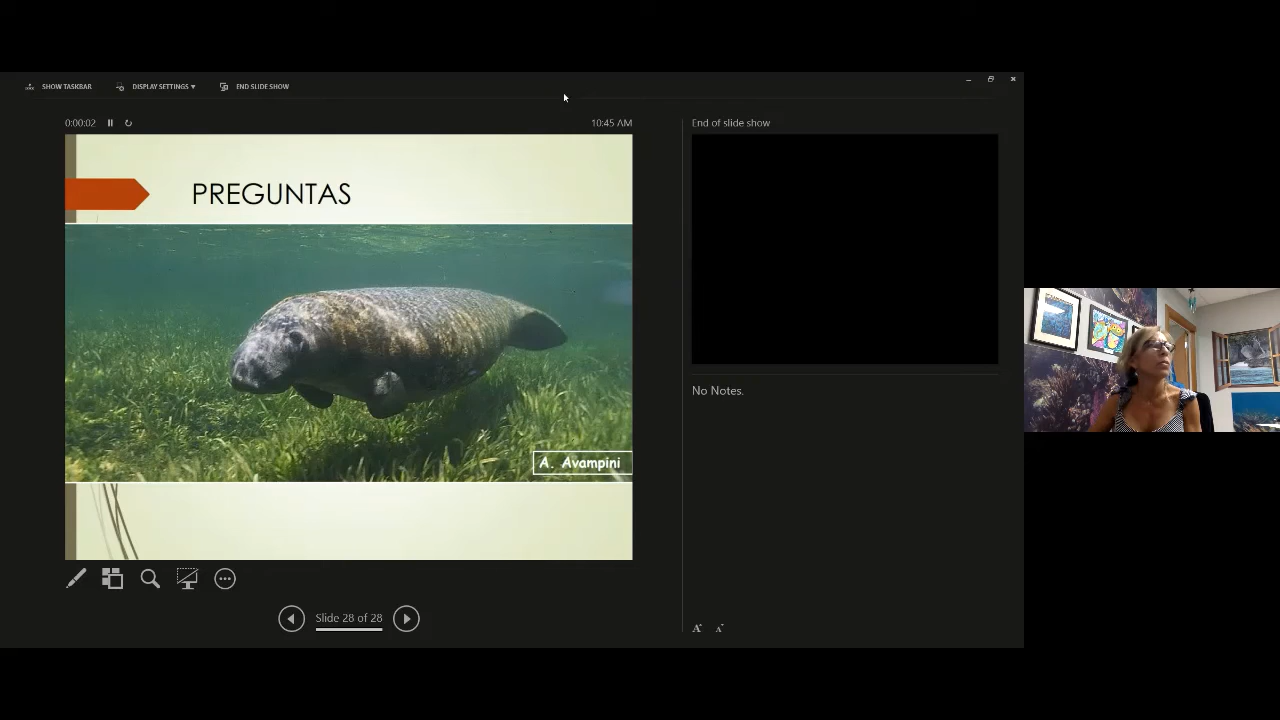 SHOW TASKBAR
DISPLAY SETTINGS ▾
END SLIDE SHOW
0:00:02
10:45 AM
End of slide show
PREGUNTAS
No Notes.
A. Avampini
Slide 28 of 28
A
A